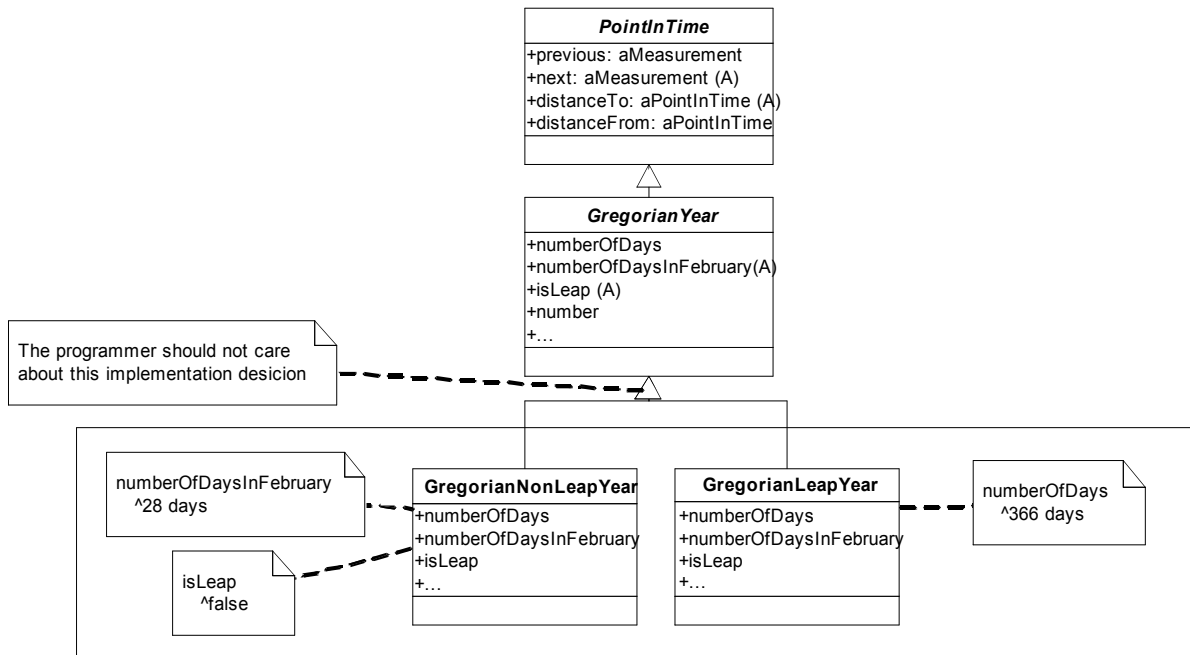 PointInTime
+previous: aMeasurement
+next: aMeasurement (A)
+distanceTo: aPointInTime (A)
+distanceFrom: aPointInTime
GregorianYear
+numberOfDays
+numberOfDaysInFebruary(A)
+isLeap (A)
+number
+...
The programmer should not care
about this implementation desicion
numberOfDaysInFebruary
^28 days
isLeap
^false
GregorianNonLeapYear
+numberOfDays
+numberOfDaysInFebruary
+isLeap
+...
GregorianLeapYear
+numberOfDays
+numberOfDaysInFebruary
+isLeap
+...
numberOfDays
^366 days